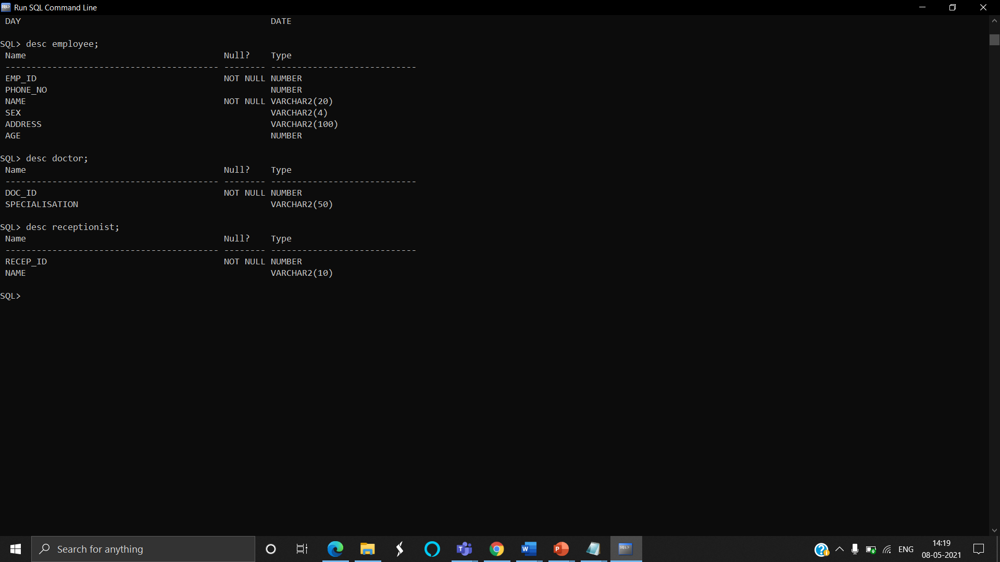 Run SQL Command Line
 DAY                                                DATE

SQL> desc employee;
 Name                                      Null?    Type
 ----------------------------------------- -------- ----------------------------
 EMP_ID                                    NOT NULL NUMBER
 PHONE_NO                                           NUMBER
 NAME                                      NOT NULL VARCHAR2(20)
 SEX                                                VARCHAR2(4)
 ADDRESS                                            VARCHAR2(100)
 AGE                                                NUMBER

SQL> desc doctor;
 Name                                      Null?    Type
 ----------------------------------------- -------- ----------------------------
 DOC_ID                                    NOT NULL NUMBER
 SPECIALISATION                                     VARCHAR2(50)

SQL> desc receptionist;
 Name                                      Null?    Type
 ----------------------------------------- -------- ----------------------------
 RECEP_ID                                  NOT NULL NUMBER
 NAME                                               VARCHAR2(10)

SQL>
Search for anything
ENG
14:19
08-05-2021